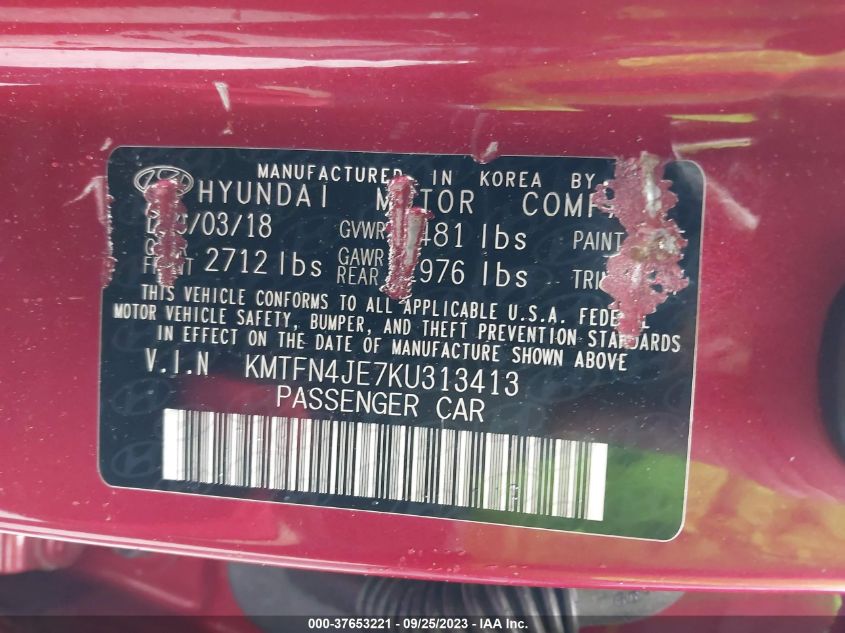 MANUFACTURED IN KOREA BY
HYUNDAI MOTOR
/03/18 GVWR 481 lbs PAINT
2712 lbs GAWR REAR 976 lbs
THIS VEHICLE CONFORMS TO ALL APPLICABLE U.S.A.
MOTOR VEHICLE SAFETY, BUMPER, AND THEFT PREVENTION STANDARDS
IN EFFECT ON THE DATE OF MANUFACTURE SHOWN ABOVE
V.I.N KMTFN4JE7KU313413
PASSENGER CAR
000-37653221 - 09/25/2023 - IAA, Inc.